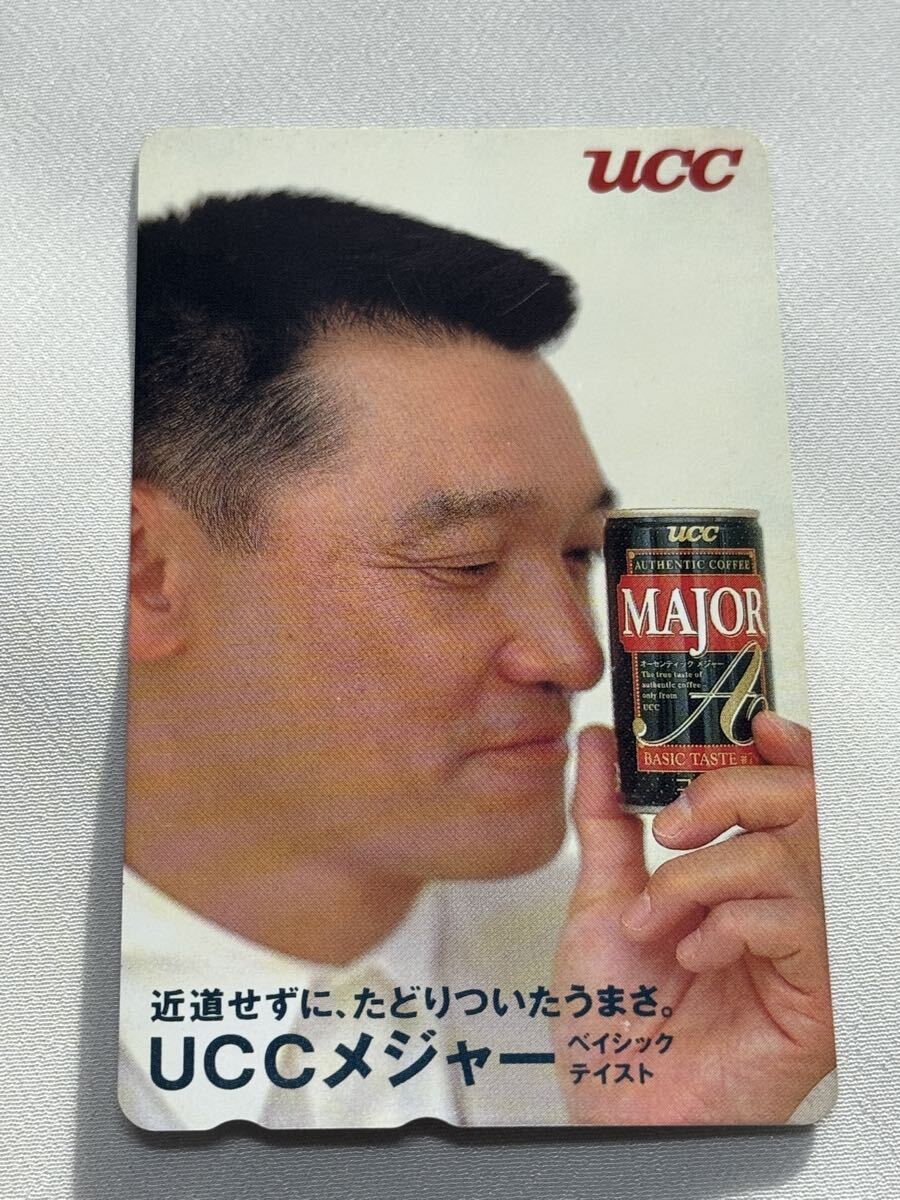 ucc
ucc
AUTHENTIC COFFEE
MAJOR
オーセンティック メジャー
The true taste of
authentic coffee
only from
UCC
A
BASIC TASTE
近道せずに、たどりついたうまさ。
UCCメジャー
ベイシック
テイスト